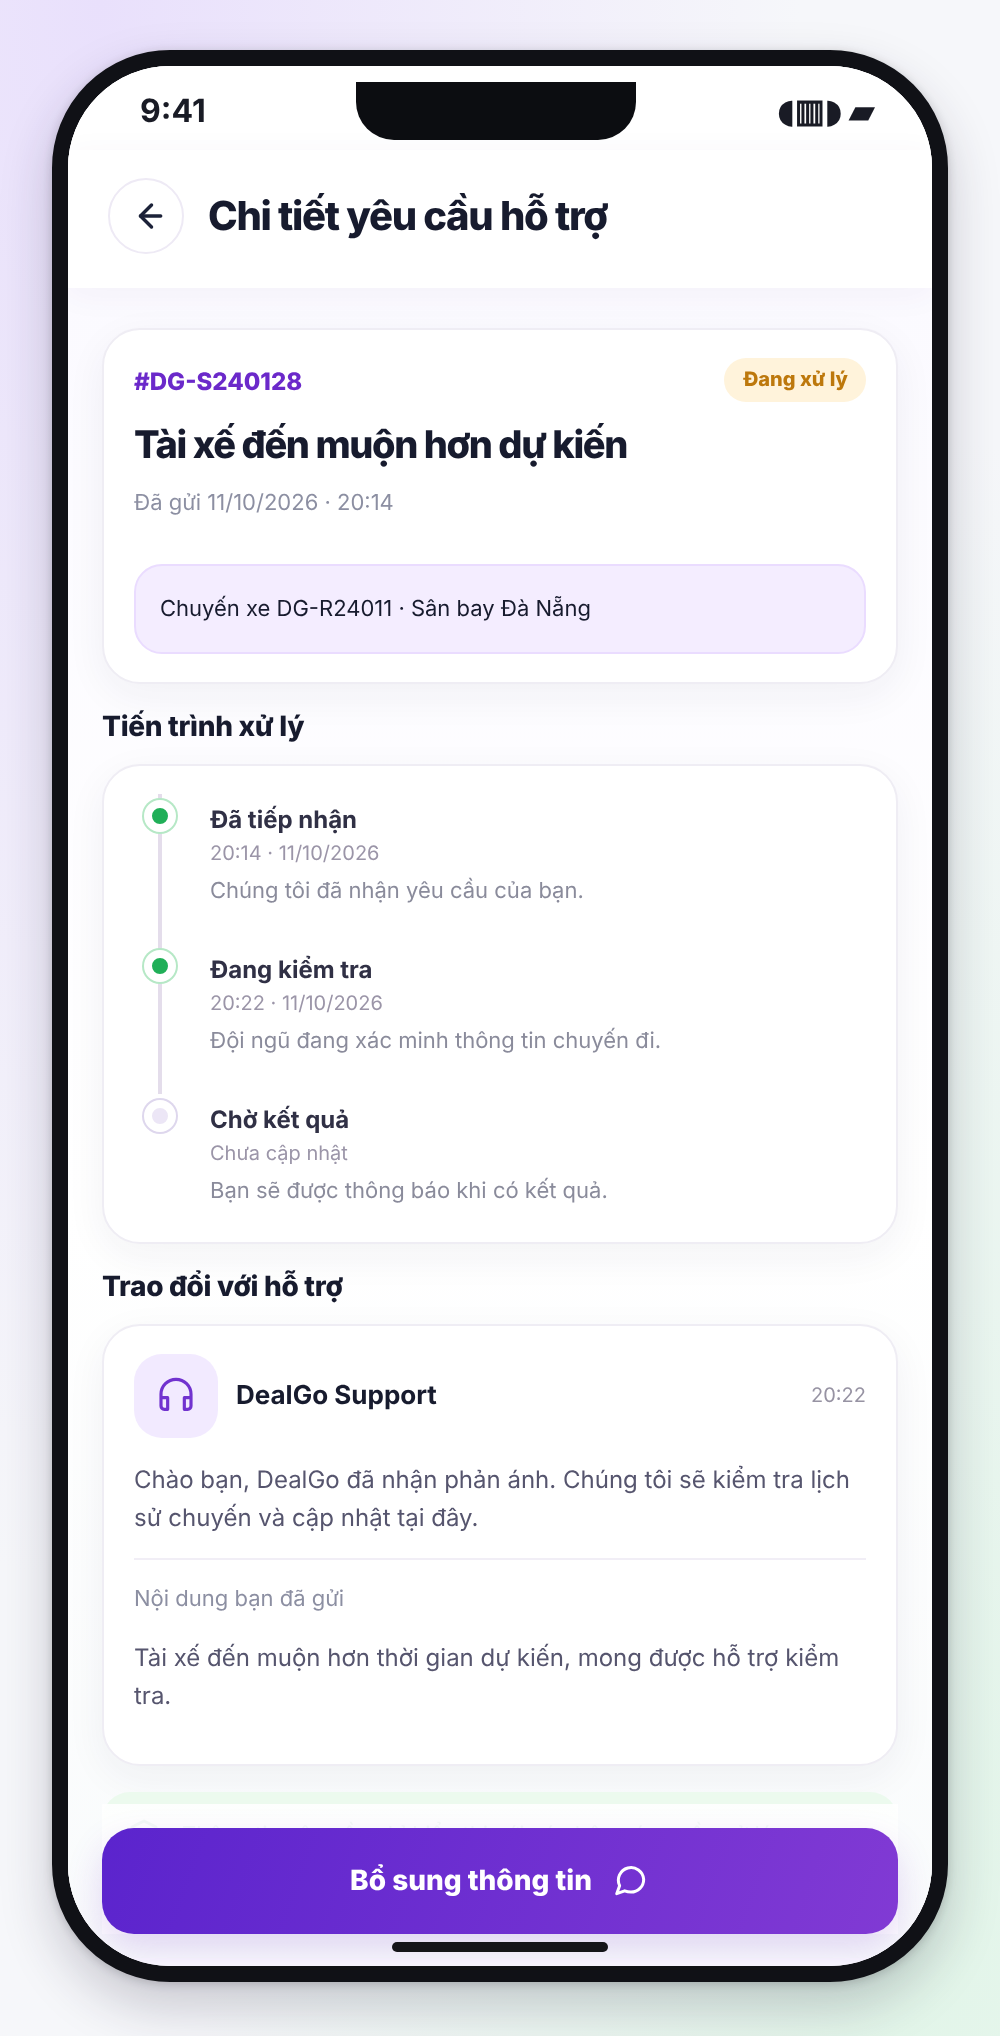 9:41
Chi tiết yêu cầu hỗ trợ
#DG-S240128
Đang xử lý
Tài xế đến muộn hơn dự kiến
Đã gửi 11/10/2026 · 20:14
Chuyến xe DG-R24011 · Sân bay Đà Nẵng
Tiến trình xử lý
Đã tiếp nhận
20:14 · 11/10/2026
Chúng tôi đã nhận yêu cầu của bạn.
Đang kiểm tra
20:22 · 11/10/2026
Đội ngũ đang xác minh thông tin chuyến đi.
Chờ kết quả
Chưa cập nhật
Bạn sẽ được thông báo khi có kết quả.
Trao đổi với hỗ trợ
DealGo Support
20:22
Chào bạn, DealGo đã nhận phản ánh. Chúng tôi sẽ kiểm tra lịch
sử chuyến và cập nhật tại đây.
Nội dung bạn đã gửi
Tài xế đến muộn hơn thời gian dự kiến, mong được hỗ trợ kiểm
tra.
Bổ sung thông tin